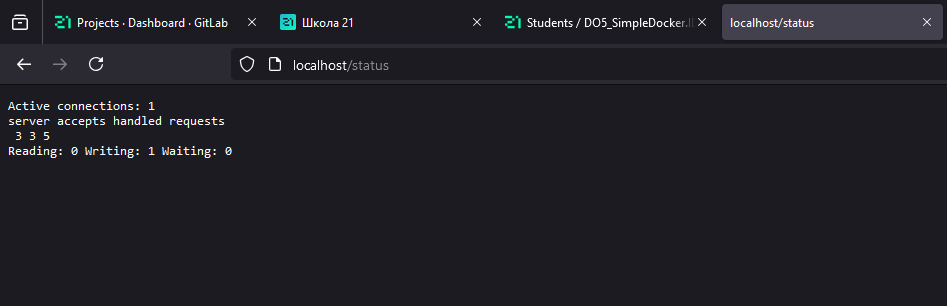 Projects · Dashboard · GitLab
Школа 21
Students / DO5_SimpleDocker.
localhost/status
localhost/status
Active connections: 1
server accepts handled requests
3 3 5
Reading: 0 Writing: 1 Waiting: 0